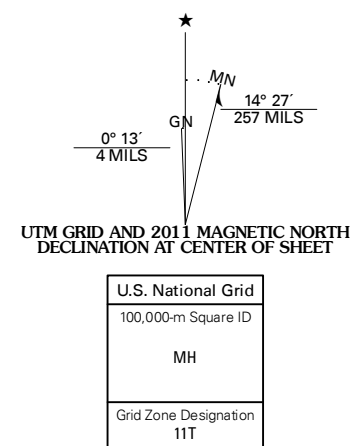 ★
MN
GN
14° 27´
257 MILS
0° 13´
4 MILS
UTM GRID AND 2011 MAGNETIC NORTH
DECLINATION AT CENTER OF SHEET
U.S. National Grid
100,000-m Square ID
MH
Grid Zone Designation
11T